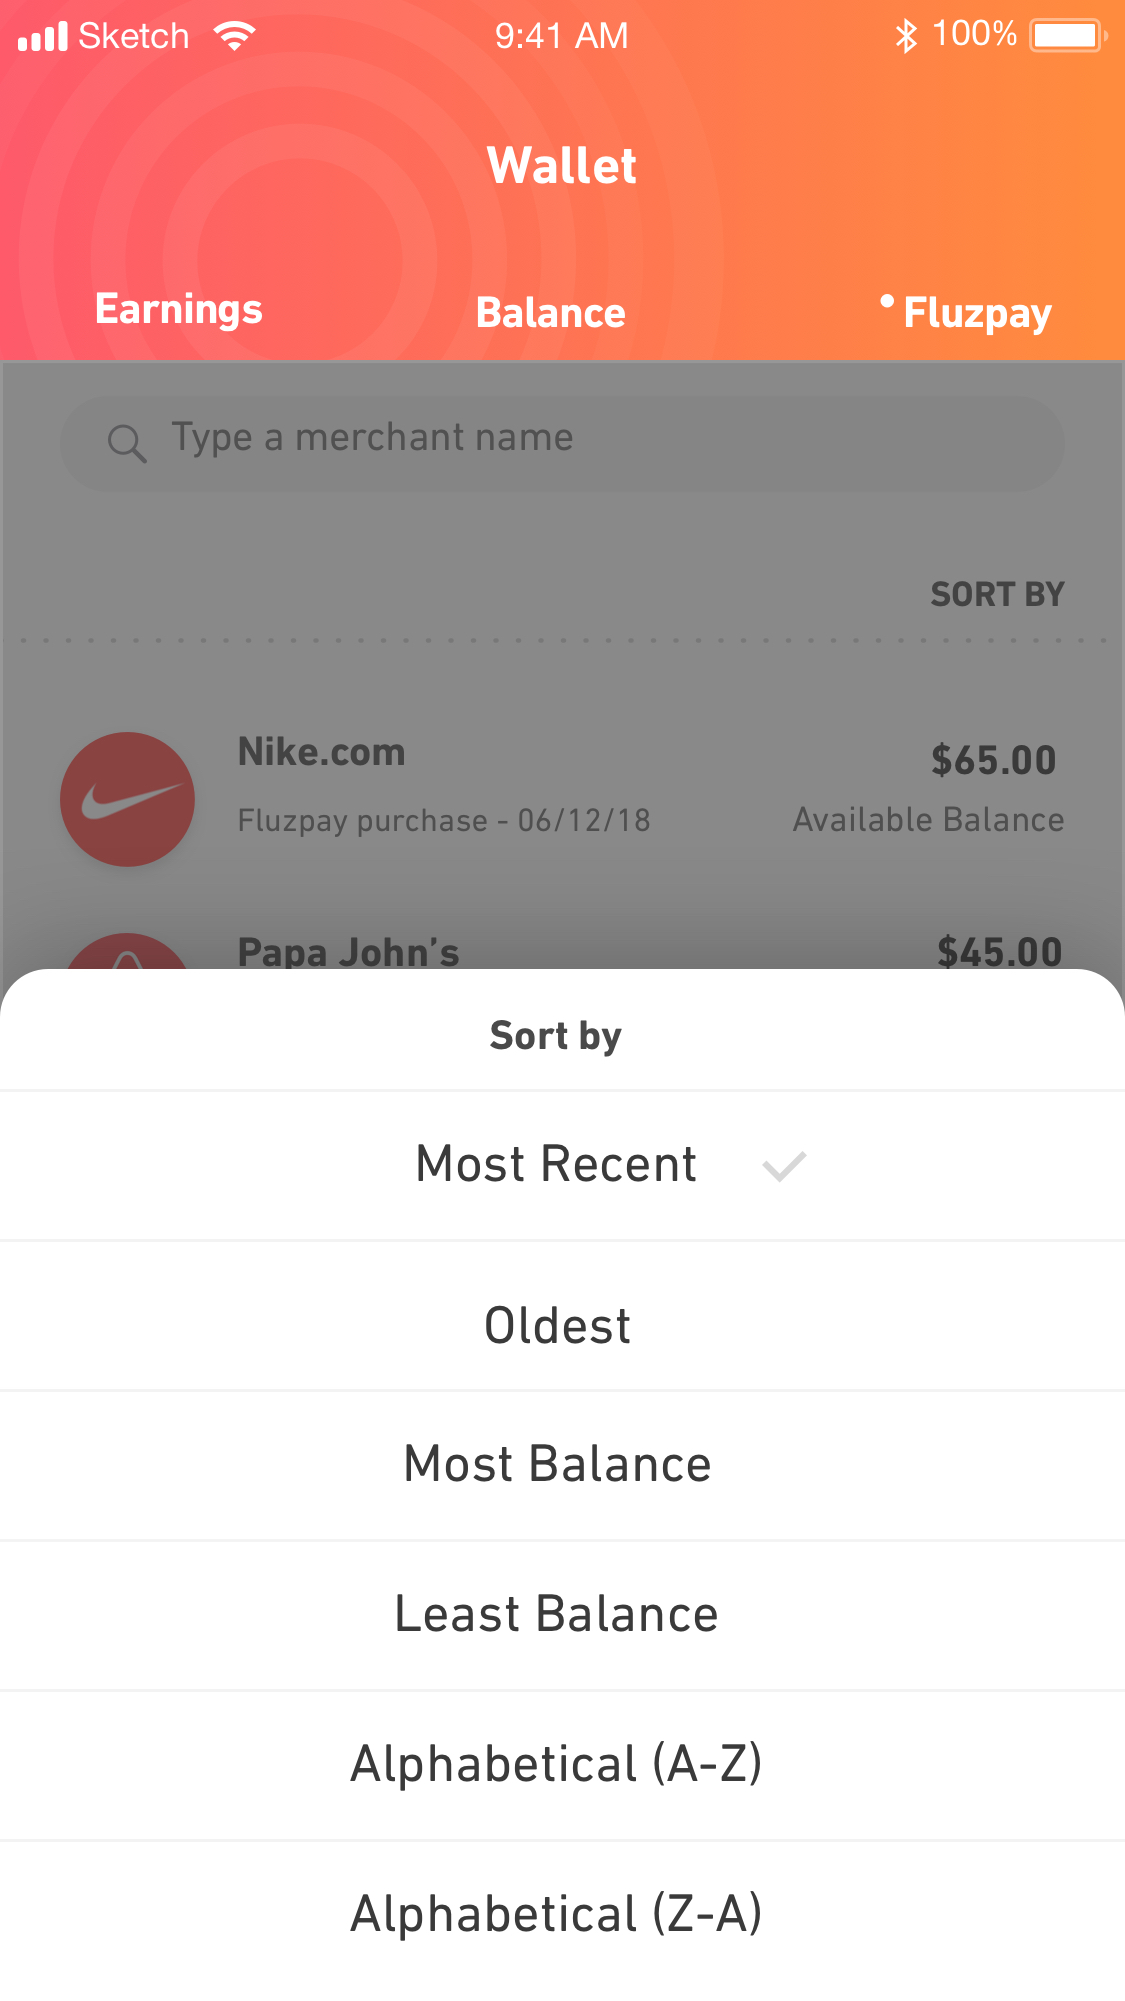 Sketch 9:41 AM 100%
Wallet
Earnings Balance Fluzpay
Type a merchant name
SORT BY
Nike.com $65.00
Fluzpay purchase - 06/12/18 Available Balance
Papa John’s $45.00
Sort by
Most Recent
Oldest
Most Balance
Least Balance
Alphabetical (A-Z)
Alphabetical (Z-A)